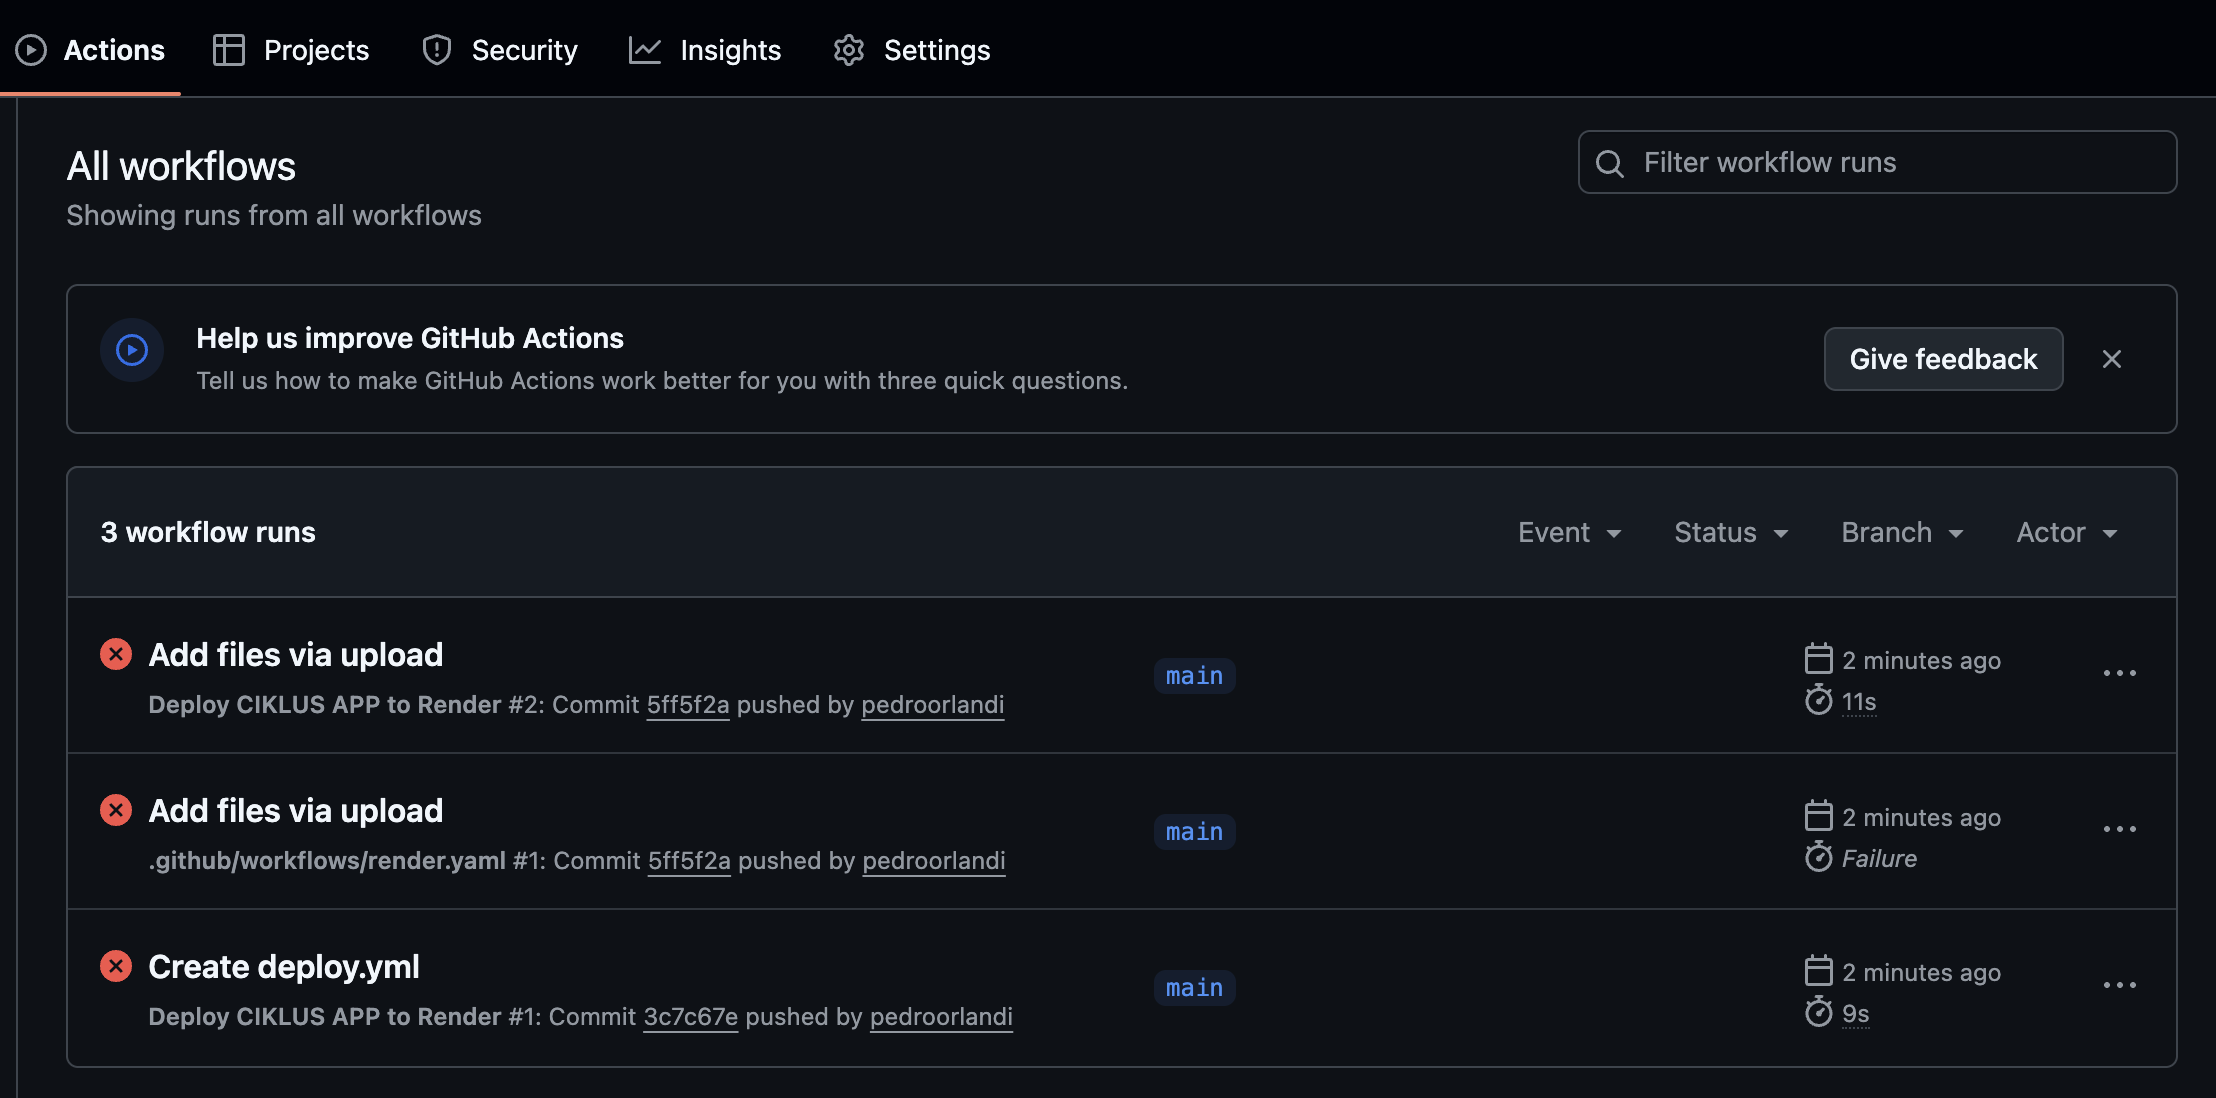 Actions Projects Security Insights Settings
All workflows
Filter workflow runs
Showing runs from all workflows
Help us improve GitHub Actions
Tell us how to make GitHub Actions work better for you with three quick questions.
Give feedback
3 workflow runs
Event Status Branch Actor
Add files via upload
Deploy CIKLUS APP to Render #2: Commit 5ff5f2a pushed by pedroorlandi
main
2 minutes ago
11s
Add files via upload
.github/workflows/render.yaml #1: Commit 5ff5f2a pushed by pedroorlandi
main
2 minutes ago
Failure
Create deploy.yml
Deploy CIKLUS APP to Render #1: Commit 3c7c67e pushed by pedroorlandi
main
2 minutes ago
9s